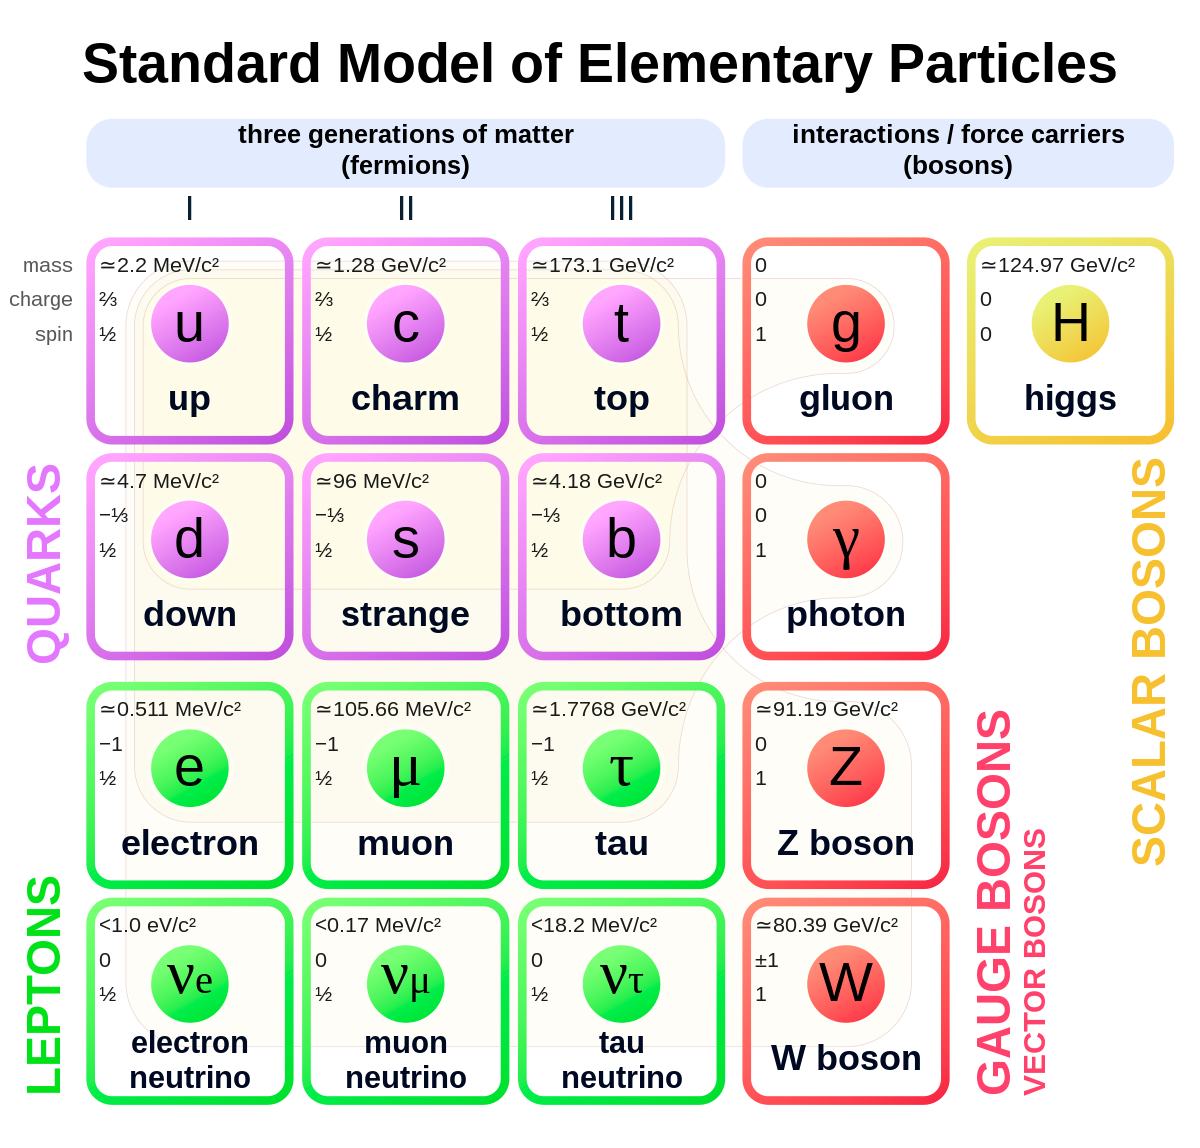 Standard Model of Elementary Particles
three generations of matter
(fermions)
interactions / force carriers
(bosons)
I
II
III
mass
charge
spin
≃2.2 MeV/c²
⅔
½
u
up
≃1.28 GeV/c²
⅔
½
c
charm
≃173.1 GeV/c²
⅔
½
t
top
0
0
1
g
gluon
≃124.97 GeV/c²
0
0
H
higgs
QUARKS
≃4.7 MeV/c²
−⅓
½
d
down
≃96 MeV/c²
−⅓
½
s
strange
≃4.18 GeV/c²
−⅓
½
b
bottom
0
0
1
γ
photon
LEPTONS
≃0.511 MeV/c²
−1
½
e
electron
≃105.66 MeV/c²
−1
½
μ
muon
≃1.7768 GeV/c²
−1
½
τ
tau
≃91.19 GeV/c²
0
1
Z
Z boson
<1.0 eV/c²
0
½
νe
electron
neutrino
<0.17 MeV/c²
0
½
νμ
muon
neutrino
<18.2 MeV/c²
0
½
ντ
tau
neutrino
≃80.39 GeV/c²
±1
1
W
W boson
GAUGE BOSONS
VECTOR BOSONS
SCALAR BOSONS